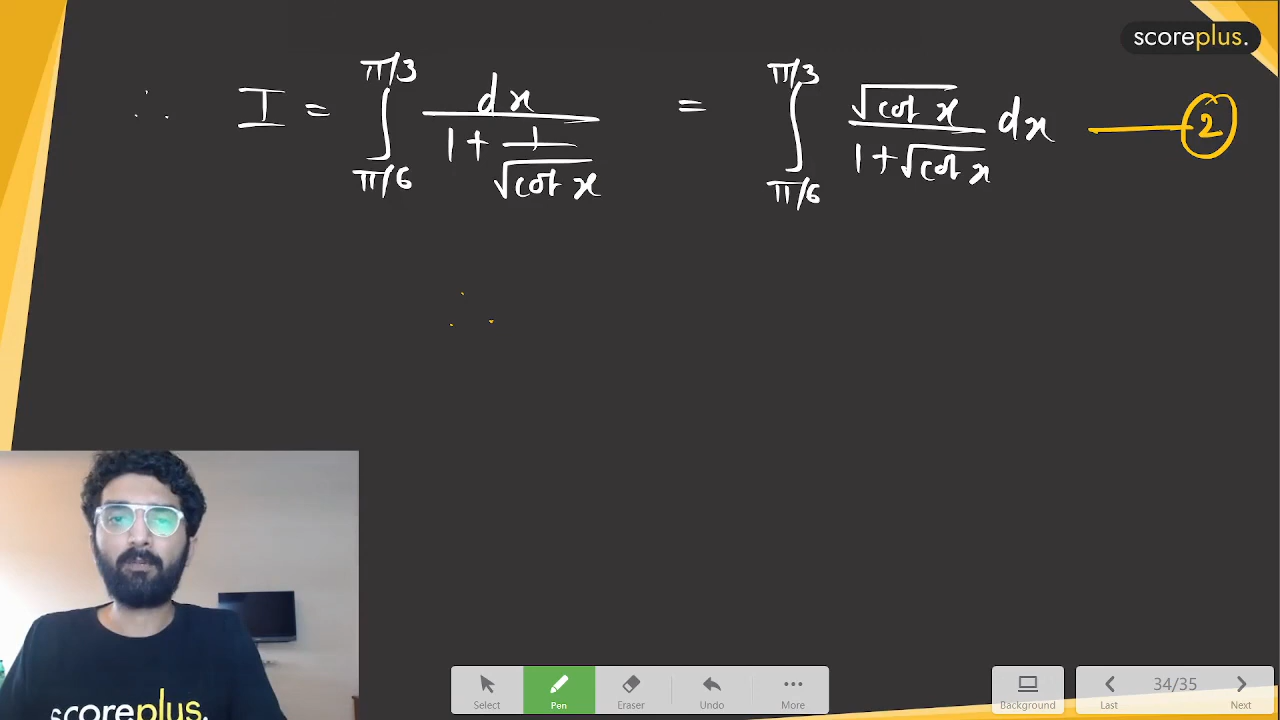 scoreplus.
∴ I = ∫_{π/6}^{π/3} dx / (1 + 1/√cot x) = ∫_{π/6}^{π/3} √cot x / (1 + √cot x) dx —— ②
∴
scoreplus.
Select Pen Eraser Undo More Background Last 34/35 Next